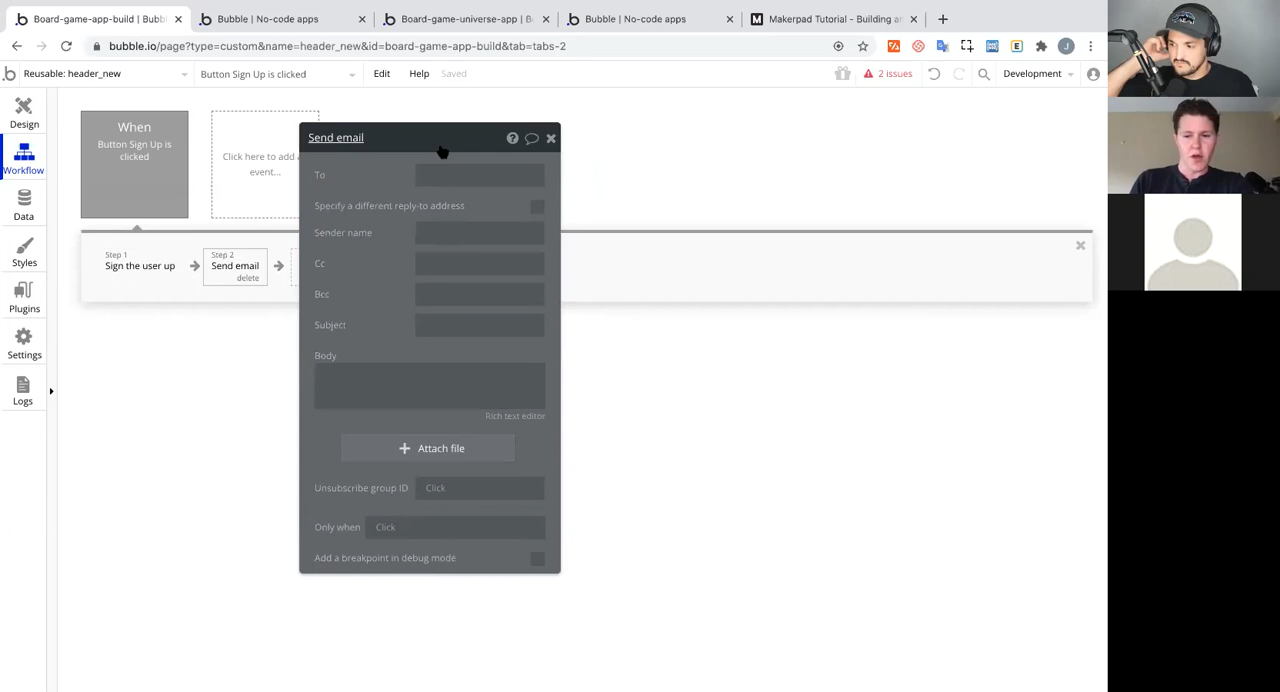 Board-game-app-build | Bubbl
Bubble | No-code apps
Board-game-universe-app | B
Bubble | No-code apps
Makerpad Tutorial - Building an
bubble.io/page?type=custom&name=header_new&id=board-game-app-build&tab=tabs-2
J
Reusable: header_new
Button Sign Up is clicked
Edit
Help
Saved
2 issues
Development
Design
Workflow
Data
Styles
Plugins
Settings
Logs
When
Button Sign Up is
clicked
Click here to add
event...
Step 1
Sign the user up
Step 2
Send email
delete
Send email
To
Specify a different reply-to address
Sender name
Cc
Bcc
Subject
Body
Rich text editor
Attach file
Unsubscribe group ID
Click
Only when
Click
Add a breakpoint in debug mode